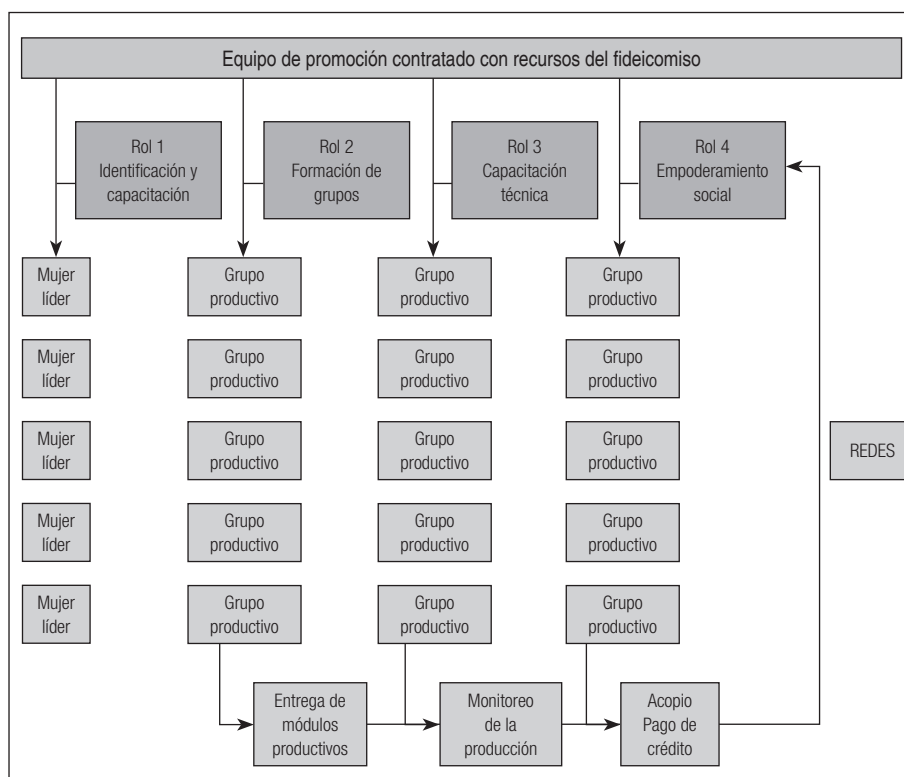 Equipo de promoción contratado con recursos del fideicomiso
Rol 1
Identificación y
capacitación
Rol 2
Formación de
grupos
Rol 3
Capacitación
técnica
Rol 4
Empoderamiento
social
Mujer
líder
Grupo
productivo
Grupo
productivo
Grupo
productivo
Mujer
líder
Grupo
productivo
Grupo
productivo
Grupo
productivo
Mujer
líder
Grupo
productivo
Grupo
productivo
Grupo
productivo
REDES
Mujer
líder
Grupo
productivo
Grupo
productivo
Grupo
productivo
Mujer
líder
Grupo
productivo
Grupo
productivo
Grupo
productivo
Entrega de
módulos
productivos
Monitoreo
de la
producción
Acopio
Pago de
crédito